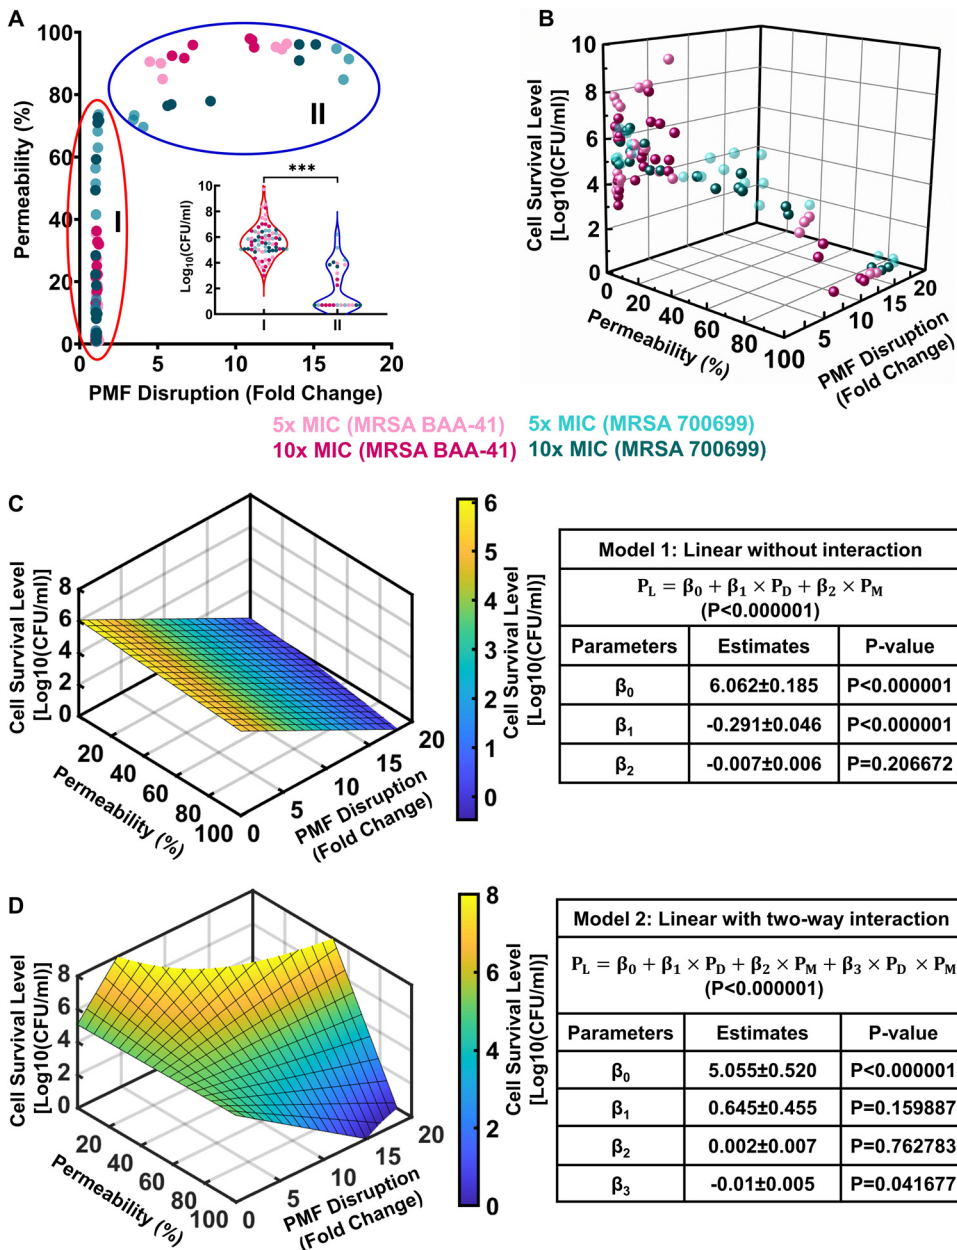 A
Permeability (%)
100
80
60
40
20
0
0
5
10
15
20
PMF Disruption (Fold Change)
I
II
***
Log10(CFU/ml)
10
8
6
4
2
0
I
II
B
Cell Survival Level
[Log10(CFU/ml)]
10
8
6
4
2
0
0
20
40
60
80
100
Permeability (%)
5
10
15
20
PMF Disruption
(Fold Change)
5x MIC (MRSA BAA-41)
5x MIC (MRSA 700699)
10x MIC (MRSA BAA-41)
10x MIC (MRSA 700699)
C
Cell Survival Level
[Log10(CFU/ml)]
8
6
4
2
0
20
40
60
80
100
Permeability (%)
0
5
10
15
20
PMF Disruption
(Fold Change)
6
5
4
3
2
1
0
Cell Survival Level
[Log10(CFU/ml)]
Model 1: Linear without interaction
P_L = β₀ + β₁ × P_D + β₂ × P_M
(P<0.000001)
Parameters Estimates P-value
β₀ 6.062±0.185 P<0.000001
β₁ -0.291±0.046 P<0.000001
β₂ -0.007±0.006 P=0.206672
D
Cell Survival Level
[Log10(CFU/ml)]
8
6
4
2
0
20
40
60
80
100
Permeability (%)
0
5
10
15
20
PMF Disruption
(Fold Change)
8
6
4
2
0
Cell Survival Level
[Log10(CFU/ml)]
Model 2: Linear with two-way interaction
P_L = β₀ + β₁ × P_D + β₂ × P_M + β₃ × P_D × P_M
(P<0.000001)
Parameters Estimates P-value
β₀ 5.055±0.520 P<0.000001
β₁ 0.645±0.455 P=0.159887
β₂ 0.002±0.007 P=0.762783
β₃ -0.01±0.005 P=0.041677